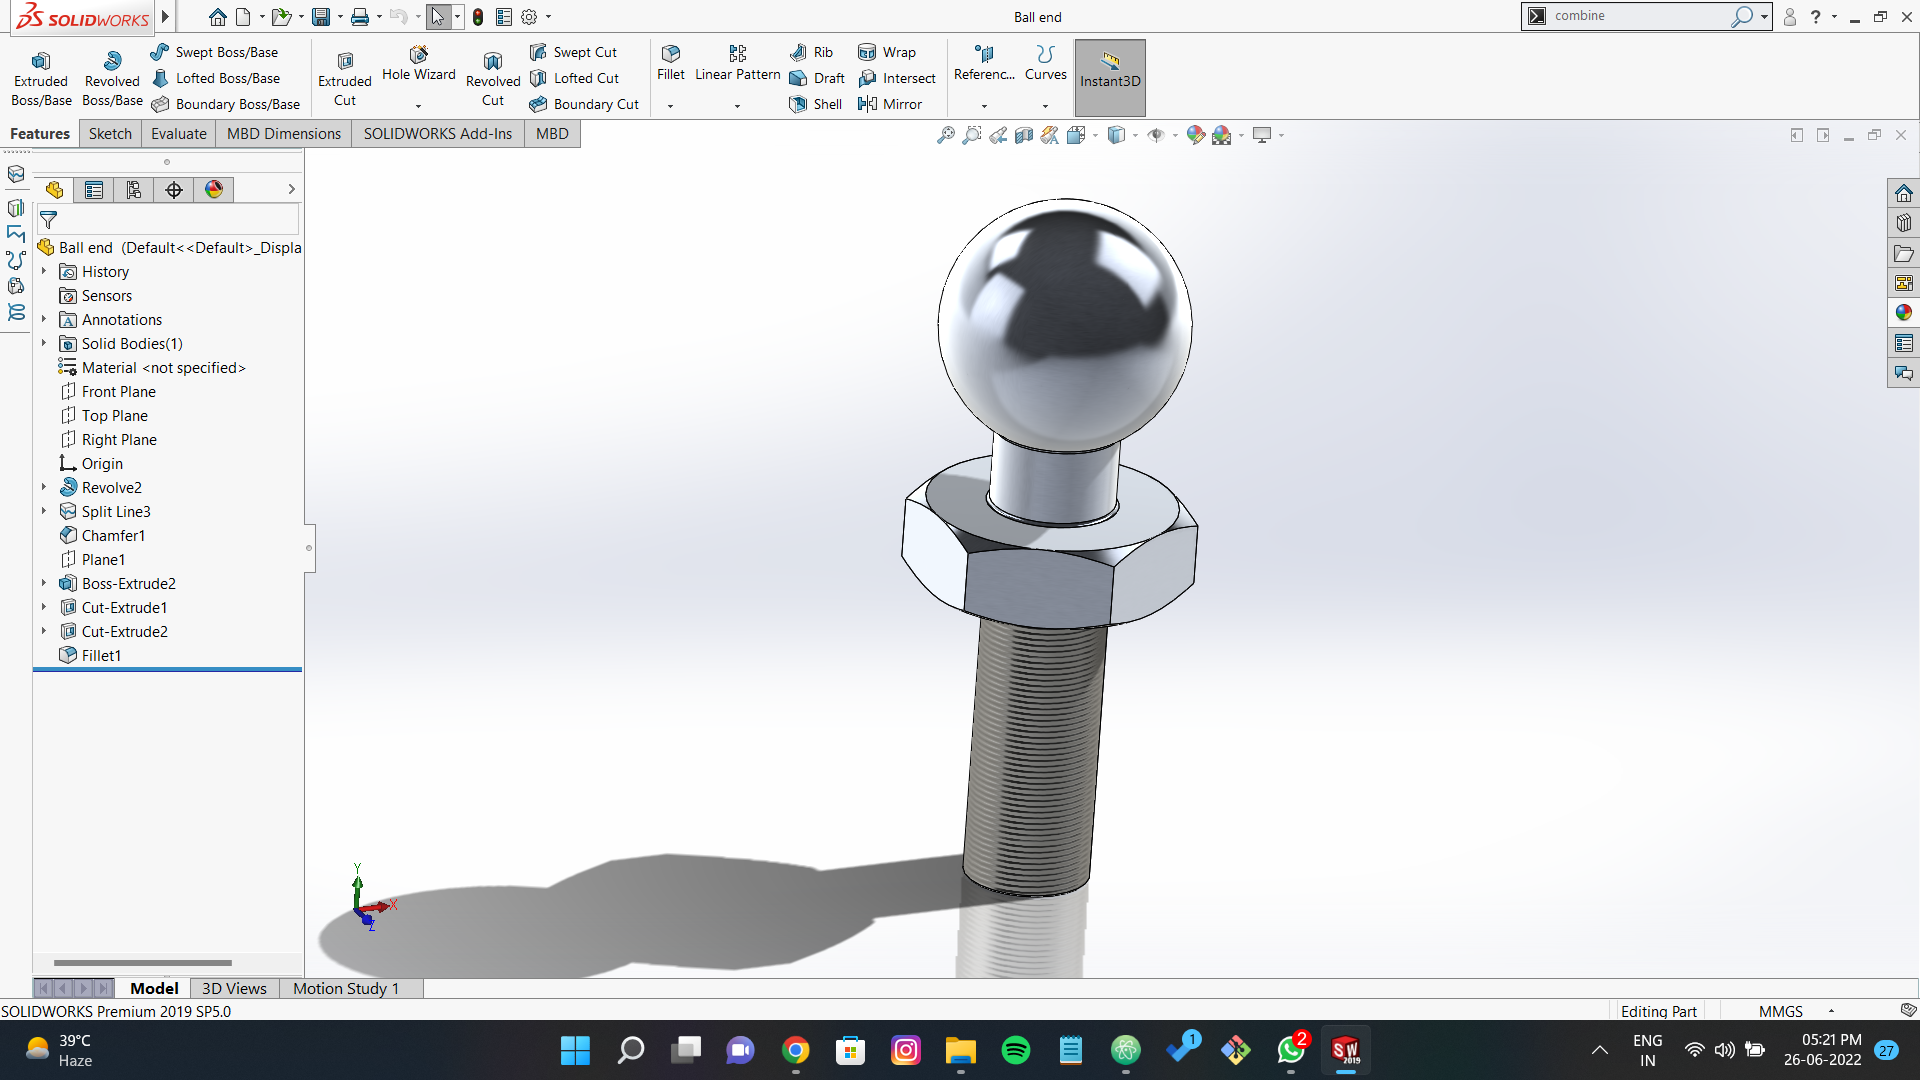 SOLIDWORKS
Ball end
combine
Extruded Boss/Base
Revolved Boss/Base
Swept Boss/Base
Lofted Boss/Base
Boundary Boss/Base
Extruded Cut
Hole Wizard
Revolved Cut
Swept Cut
Lofted Cut
Boundary Cut
Fillet
Linear Pattern
Rib
Draft
Shell
Wrap
Intersect
Mirror
Referenc...
Curves
Instant3D
Features
Sketch
Evaluate
MBD Dimensions
SOLIDWORKS Add-Ins
MBD
Ball end (Default<<Default>_Displa
History
Sensors
Annotations
Solid Bodies(1)
Material <not specified>
Front Plane
Top Plane
Right Plane
Origin
Revolve2
Split Line3
Chamfer1
Plane1
Boss-Extrude2
Cut-Extrude1
Cut-Extrude2
Fillet1
Y
X
Z
Model
3D Views
Motion Study 1
SOLIDWORKS Premium 2019 SP5.0
Editing Part
MMGS
39°C
Haze
1
2
SW
2019
ENG
IN
05:21 PM
26-06-2022
27